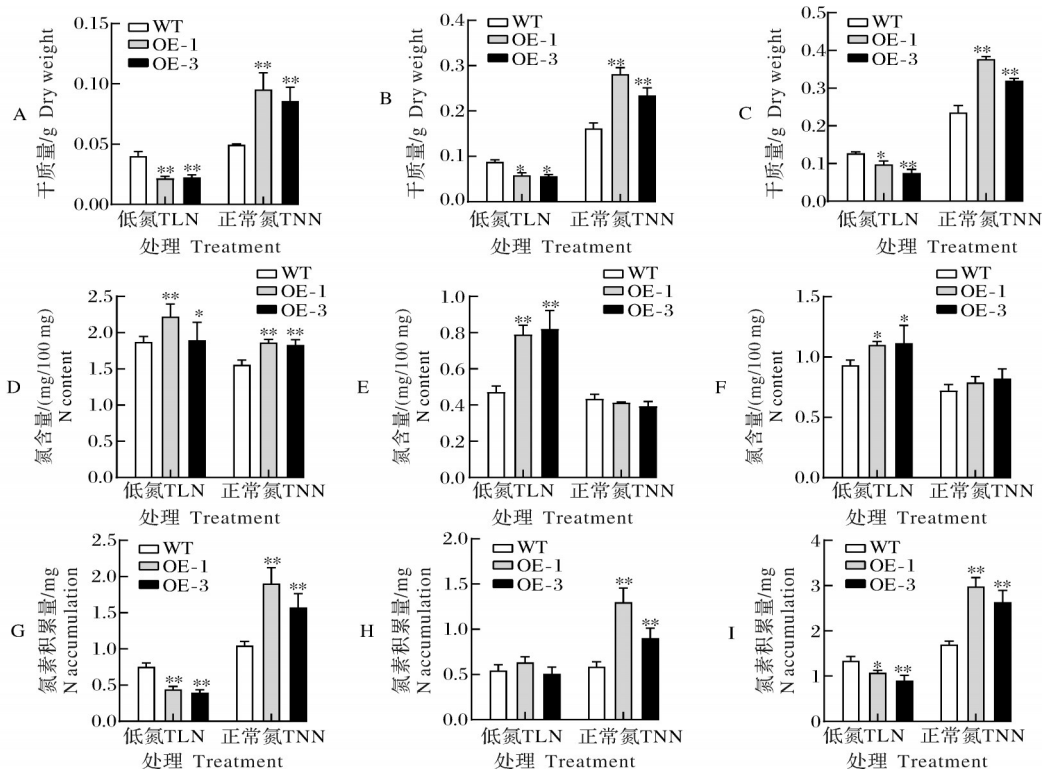 A
干质量/g Dry weight
0.15
0.10
0.05
0.00
WT
OE-1
OE-3
** ** ** **
低氮TLN 正常氮TNN
处理 Treatment
B
干质量/g Dry weight
0.4
0.3
0.2
0.1
0.0
WT
OE-1
OE-3
* * ** **
低氮TLN 正常氮TNN
处理 Treatment
C
干质量/g Dry weight
0.5
0.4
0.3
0.2
0.1
0.0
WT
OE-1
OE-3
* ** ** **
低氮TLN 正常氮TNN
处理 Treatment
D
氮含量/(mg/100 mg)
N content
2.5
2.0
1.5
1.0
0.0
WT
OE-1
OE-3
** * ** **
低氮TLN 正常氮TNN
处理 Treatment
E
氮含量/(mg/100 mg)
N content
1.0
0.8
0.6
0.4
0.2
0.0
WT
OE-1
OE-3
** **
低氮TLN 正常氮TNN
处理 Treatment
F
氮含量/(mg/100 mg)
N content
1.5
1.0
0.5
0.0
WT
OE-1
OE-3
* *
低氮TLN 正常氮TNN
处理 Treatment
G
氮素积累量/mg
N accumulation
2.5
2.0
1.5
1.0
0.5
0.0
WT
OE-1
OE-3
** ** ** **
低氮TLN 正常氮TNN
处理 Treatment
H
氮素积累量/mg
N accumulation
2.0
1.5
1.0
0.5
0.0
WT
OE-1
OE-3
** **
低氮TLN 正常氮TNN
处理 Treatment
I
氮素积累量/mg
N accumulation
4
3
2
1
0
WT
OE-1
OE-3
* ** ** **
低氮TLN 正常氮TNN
处理 Treatment